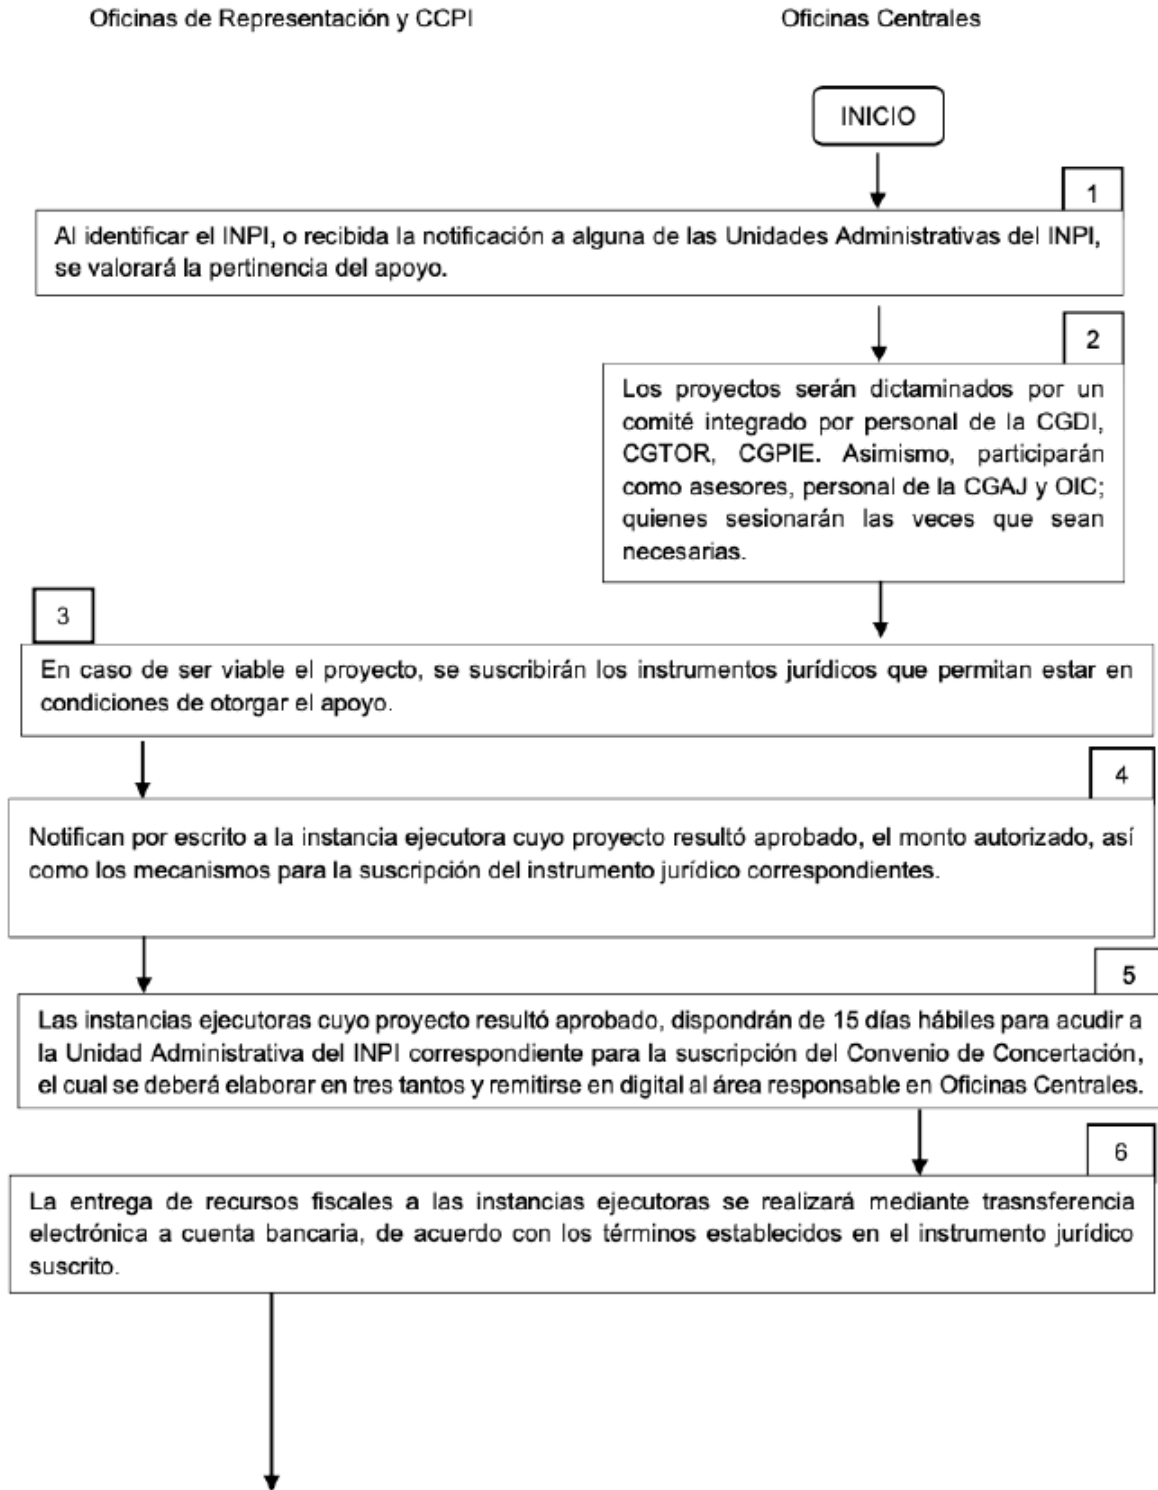 Oficinas de Representación y CCPI
Oficinas Centrales
INICIO
1
Al identificar el INPI, o recibida la notificación a alguna de las Unidades Administrativas del INPI,
se valorará la pertinencia del apoyo.
2
Los proyectos serán dictaminados por un
comité integrado por personal de la CGDI,
CGTOR, CGPIE. Asimismo, participarán
como asesores, personal de la CGAJ y OIC;
quienes sesionarán las veces que sean
necesarias.
3
En caso de ser viable el proyecto, se suscribirán los instrumentos jurídicos que permitan estar en
condiciones de otorgar el apoyo.
4
Notifican por escrito a la instancia ejecutora cuyo proyecto resultó aprobado, el monto autorizado, así
como los mecanismos para la suscripción del instrumento jurídico correspondientes.
5
Las instancias ejecutoras cuyo proyecto resultó aprobado, dispondrán de 15 días hábiles para acudir a
la Unidad Administrativa del INPI correspondiente para la suscripción del Convenio de Concertación,
el cual se deberá elaborar en tres tantos y remitirse en digital al área responsable en Oficinas Centrales.
6
La entrega de recursos fiscales a las instancias ejecutoras se realizará mediante trasnsferencia
electrónica a cuenta bancaria, de acuerdo con los términos establecidos en el instrumento jurídico
suscrito.